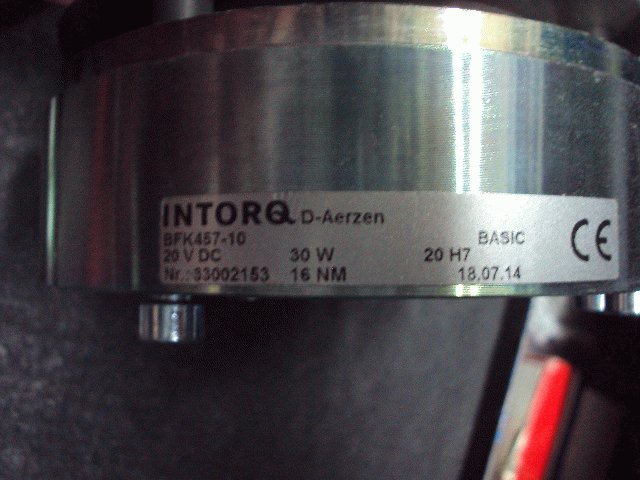 INTORQ D-Aerzen
BFK457-10 BASIC
20 V DC 30 W 20 H7
Nr.: 33002153 16 NM 18.07.14
CE